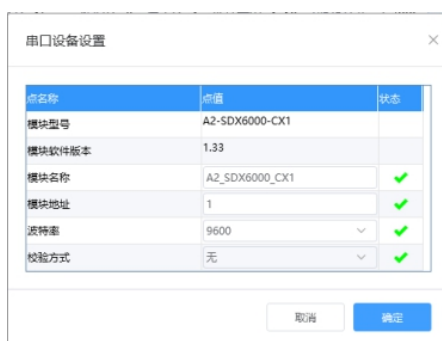 串口设备设置
点名称 点值 状态
模块型号 A2-SDX6000-CX1
模块软件版本 1.33
模块名称 A2_SDX6000_CX1
模块地址 1
波特率 9600
校验方式 无
取消 确定